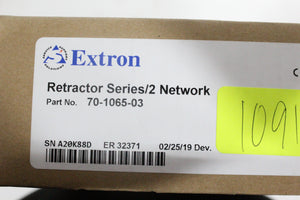 Extron
Retractor Series/2 Network
Part No. 70-1065-03
1091
SN A20K88D ER 32371 02/25/19 Dev.